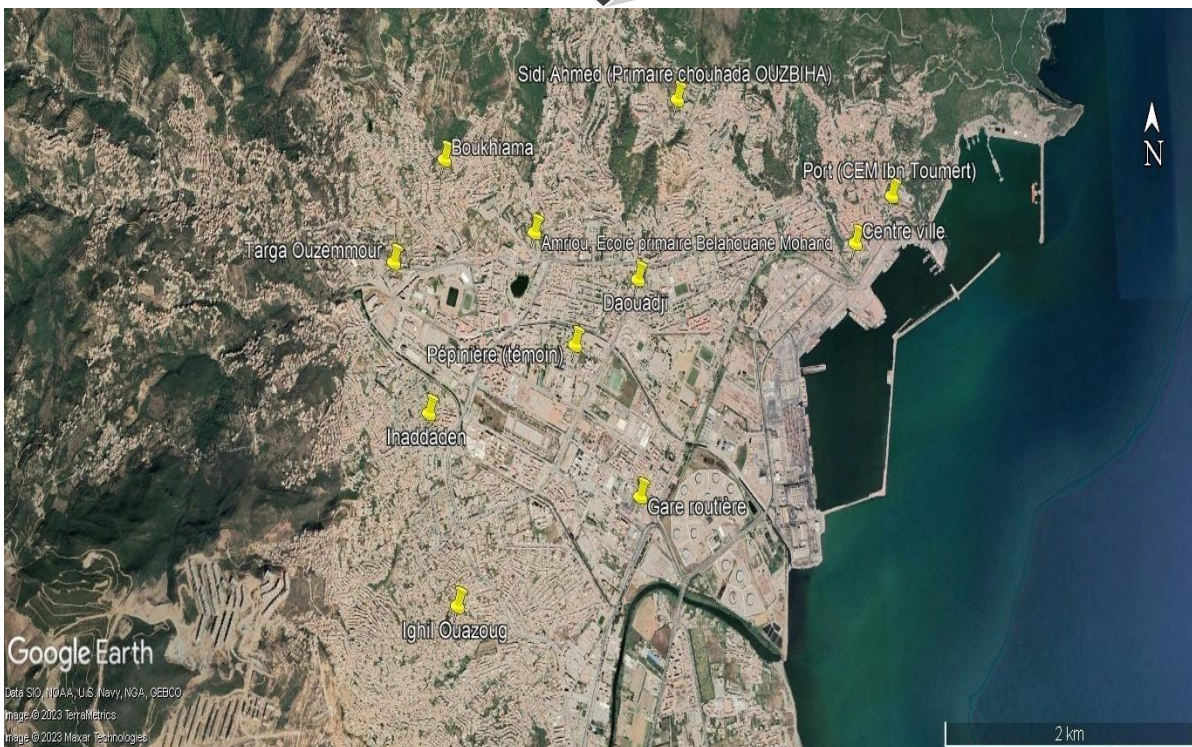 Sidi Ahmed (Primaire chouhada OUZBIHA)
Boukhiama
N
Port (CEM Ibn Toumert)
Centre ville
Amriou, Ecole primaire Belahouane Mohand
Targa Ouzemmour
Daouadji
Pépinière (témoin)
Ihaddaden
Gare routière
Ighil Ouazoug
Google Earth
Data SIO, NOAA, U.S. Navy, NGA, GEBCO
Image © 2023 TerraMetrics
Image © 2023 Maxar Technologies
2 km